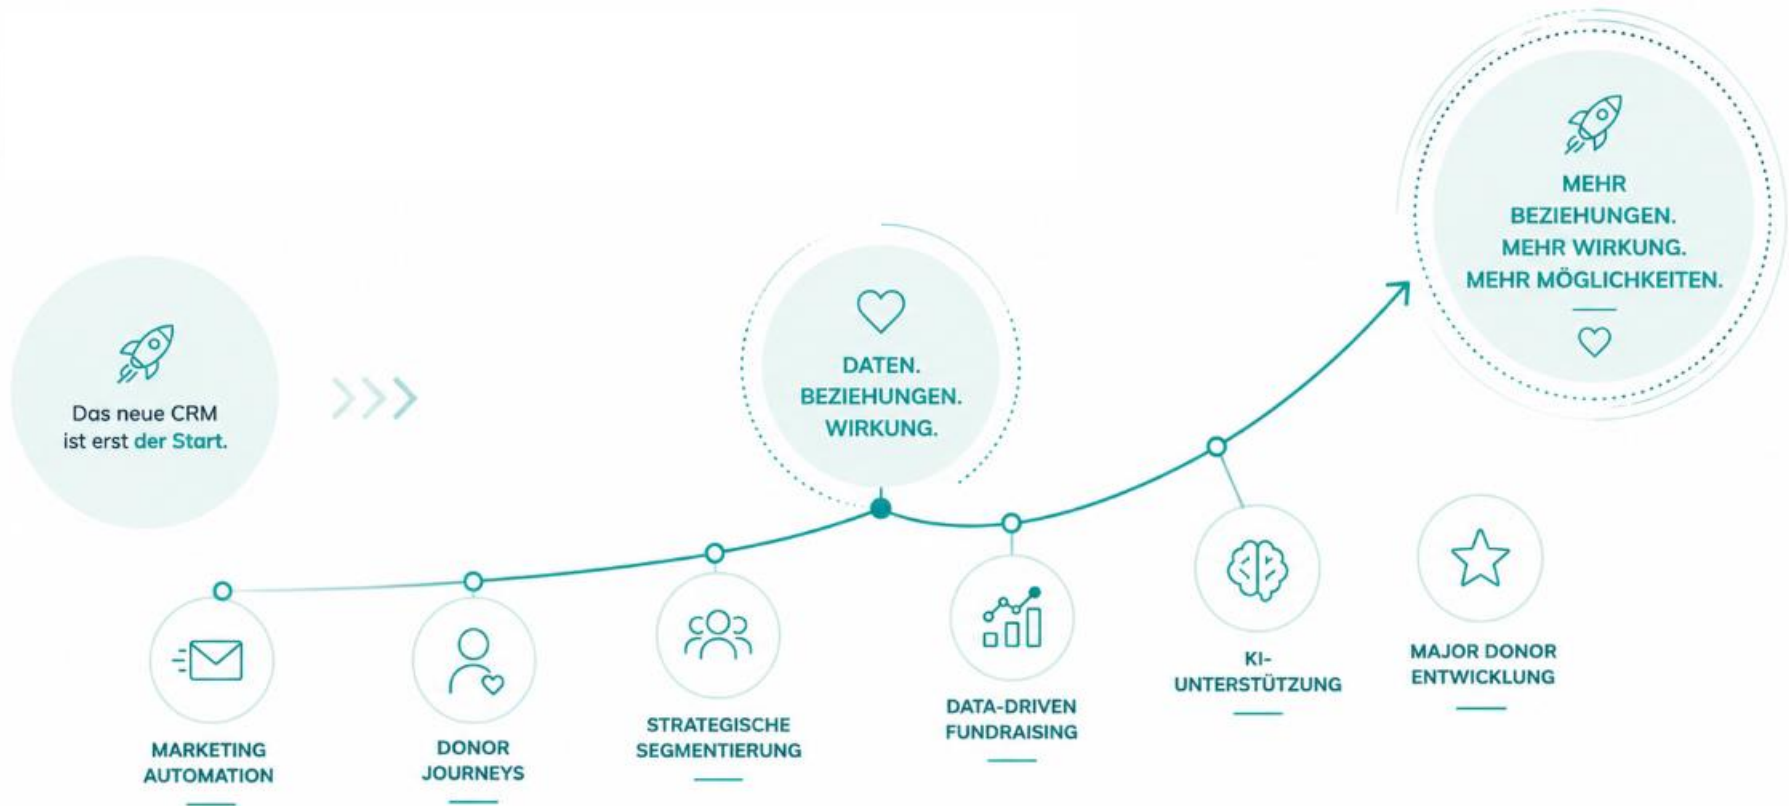 Das neue CRM
ist erst der Start.
DATEN.
BEZIEHUNGEN.
WIRKUNG.
MEHR
BEZIEHUNGEN.
MEHR WIRKUNG.
MEHR MÖGLICHKEITEN.
MARKETING
AUTOMATION
DONOR
JOURNEYS
STRATEGISCHE
SEGMENTIERUNG
DATA-DRIVEN
FUNDRAISING
KI-
UNTERSTÜTZUNG
MAJOR DONOR
ENTWICKLUNG